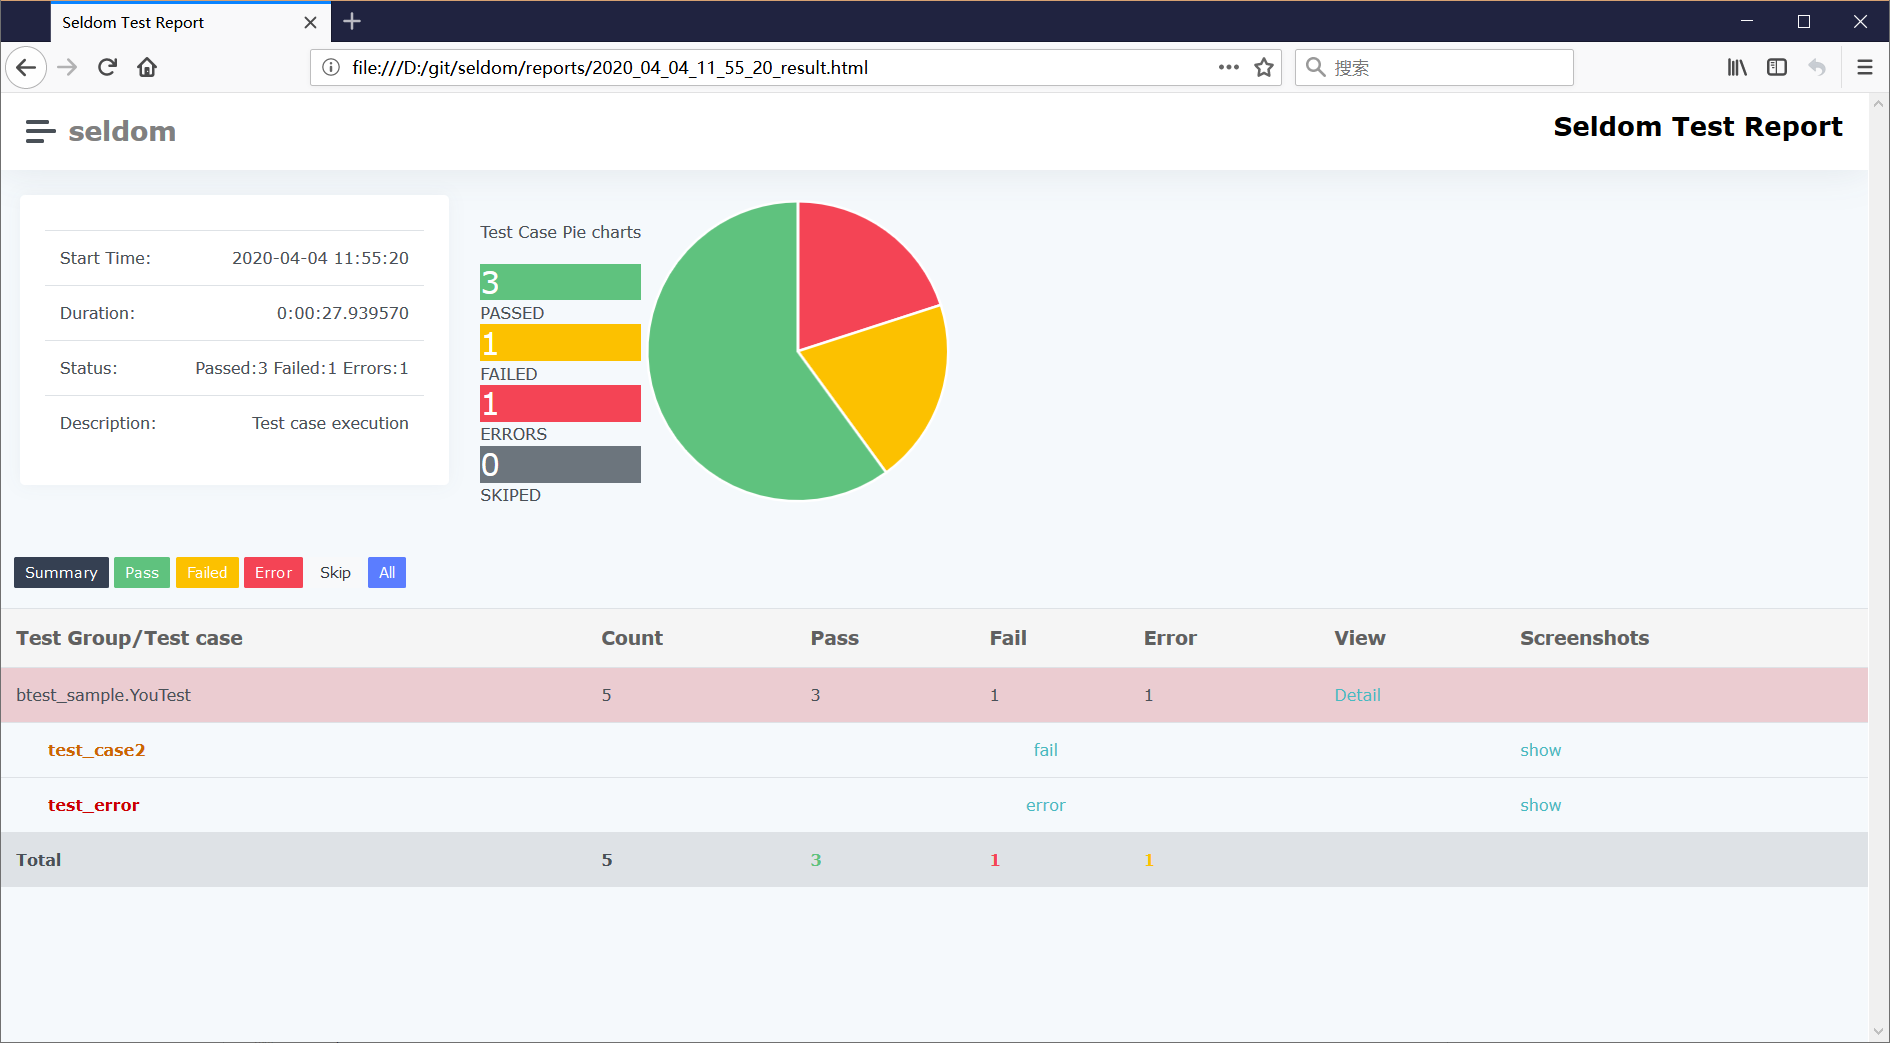 Seldom Test Report
file:///D:/git/seldom/reports/2020_04_04_11_55_20_result.html
搜索
seldom
Seldom Test Report
Start Time: 2020-04-04 11:55:20
Duration: 0:00:27.939570
Status: Passed:3 Failed:1 Errors:1
Description: Test case execution
Test Case Pie charts
3
PASSED
1
FAILED
1
ERRORS
0
SKIPED
Summary Pass Failed Error Skip All
Test Group/Test case Count Pass Fail Error View Screenshots
btest_sample.YouTest 5 3 1 1 Detail
test_case2 fail show
test_error error show
Total 5 3 1 1